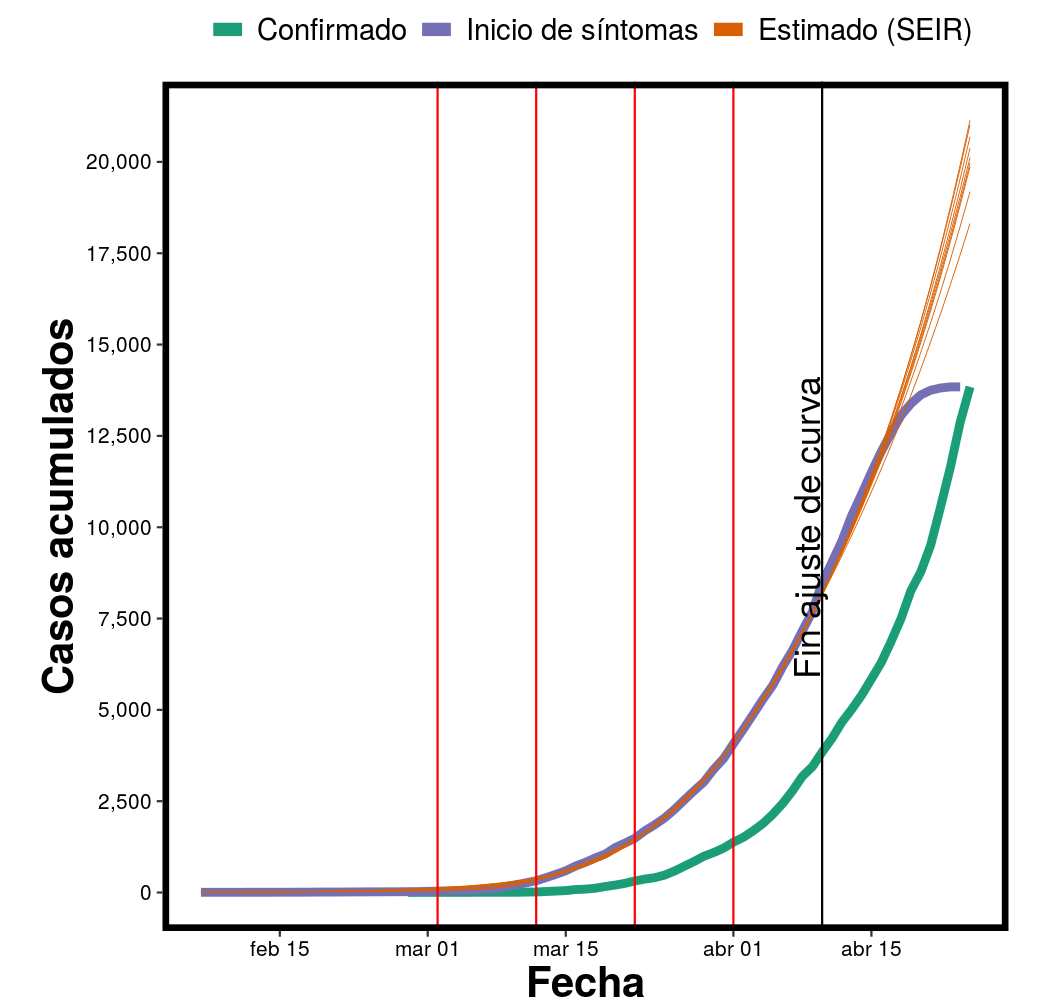 Confirmado Inicio de síntomas Estimado (SEIR)
Casos acumulados
20,000
17,500
15,000
12,500
10,000
7,500
5,000
2,500
0
Fin ajuste de curva
feb 15 mar 01 mar 15 abr 01 abr 15
Fecha